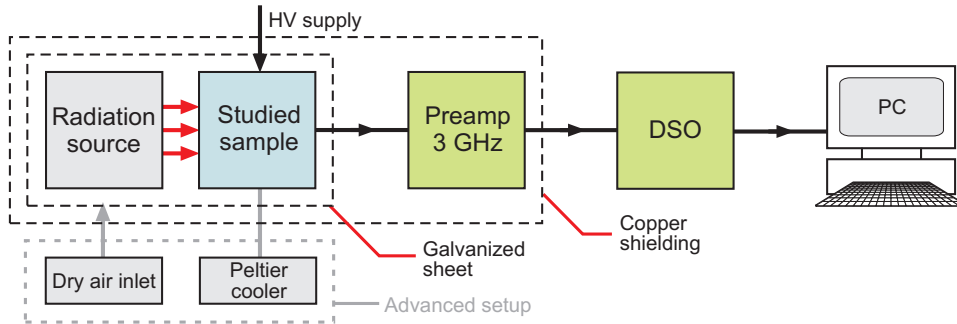 HV supply
Radiation
source
Studied
sample
Preamp
3 GHz
DSO
PC
Copper
shielding
Galvanized
sheet
Dry air inlet
Peltier
cooler
Advanced setup